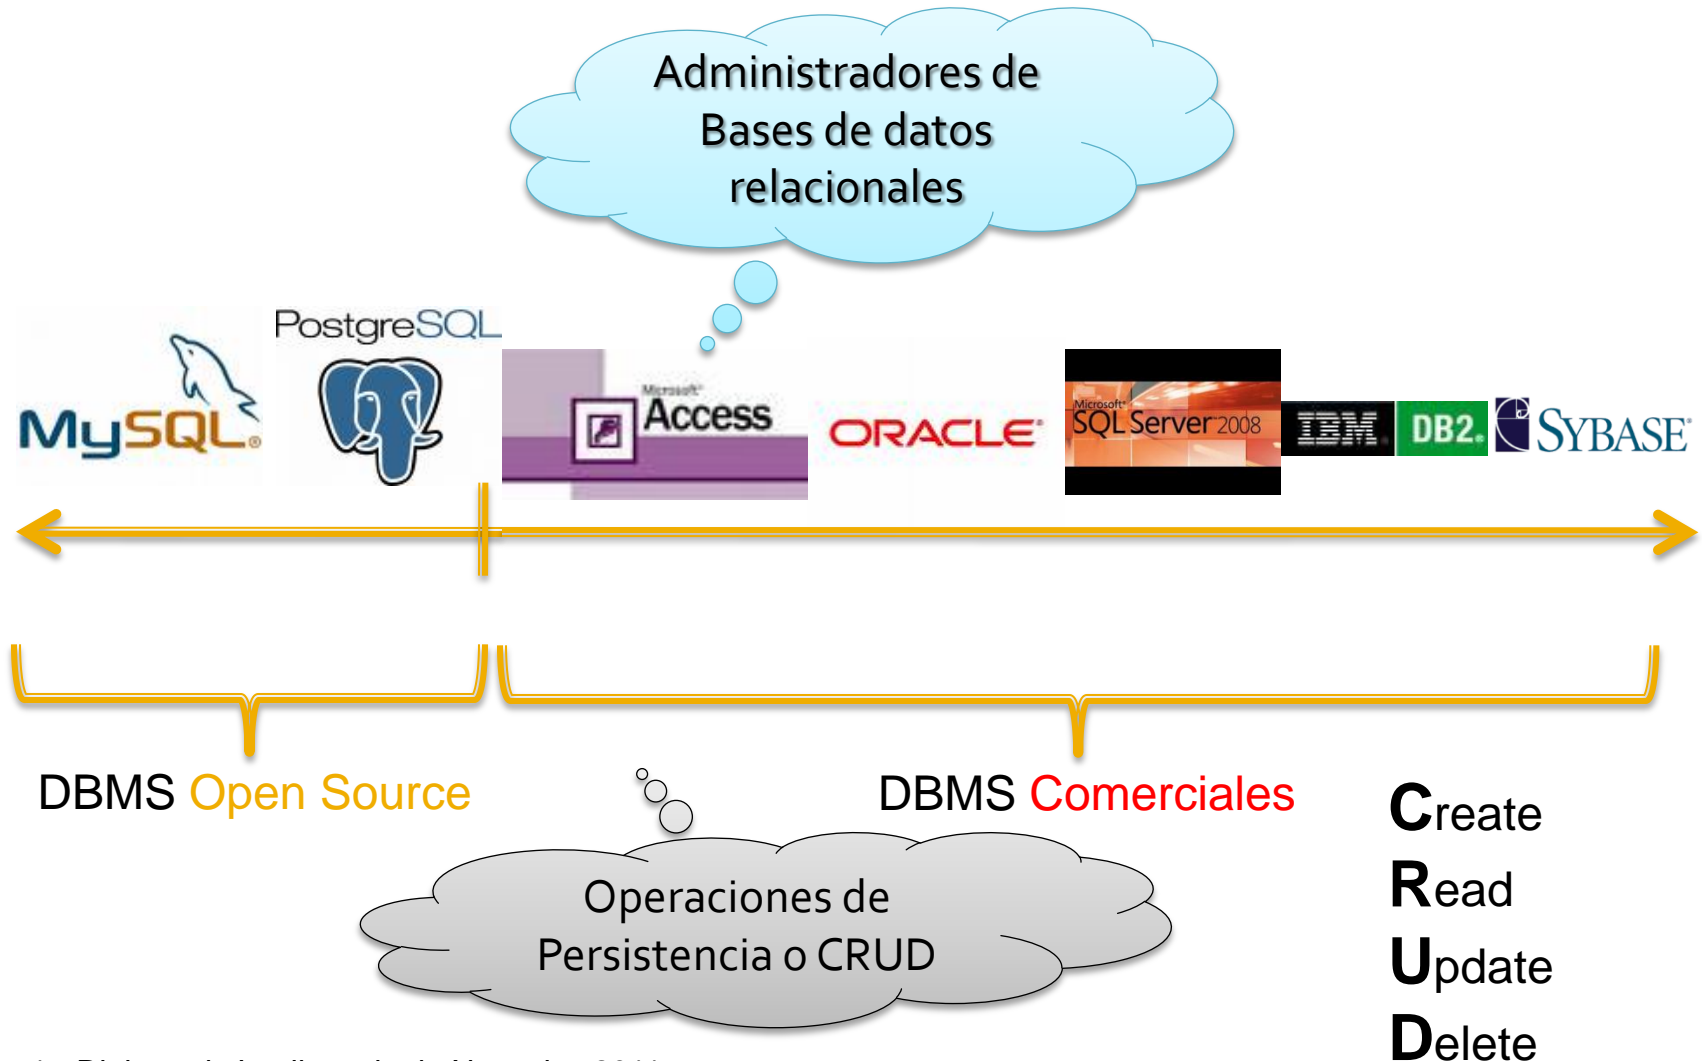 Administradores de
Bases de datos
relacionales
MySQL
PostgreSQL
Microsoft
Access
ORACLE
Microsoft
SQL Server 2008
IBM
DB2
SYBASE
DBMS Open Source
DBMS Comerciales
Operaciones de
Persistencia o CRUD
Create
Read
Update
Delete